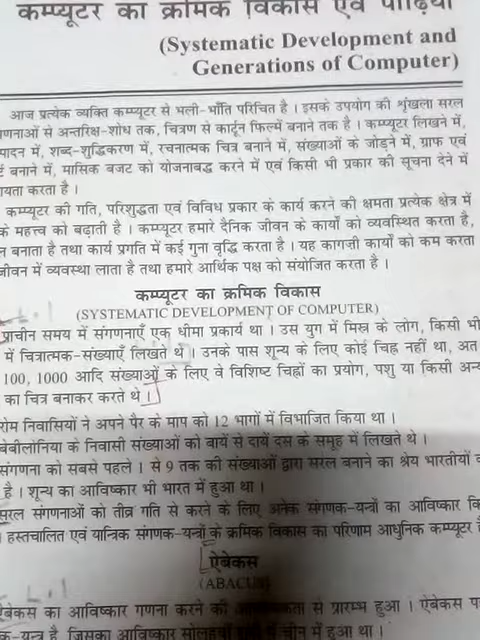 कम्प्यूटर का क्रमिक विकास एवं पीढ़ियाँ
(Systematic Development and
Generations of Computer)
आज प्रत्येक व्यक्ति कम्प्यूटर से भली-भाँति परिचित है। इसके उपयोग की शृंखला सरल
गणनाओं से अन्तरिक्ष-शोध तक, चित्रण से कार्टून फिल्में बनाने तक है। कम्प्यूटर लिखने में,
पादन में, शब्द-शुद्धिकरण में, रचनात्मक चित्र बनाने में, संख्याओं के जोड़ने में, ग्राफ एवं
बनाने में, मासिक बजट को योजनाबद्ध करने में एवं किसी भी प्रकार की सूचना देने में
यता करता है।
कम्प्यूटर की गति, परिशुद्धता एवं विविध प्रकार के कार्य करने की क्षमता प्रत्येक क्षेत्र में
के महत्त्व को बढ़ाती है। कम्प्यूटर हमारे दैनिक जीवन के कार्यों को व्यवस्थित करता है,
न बनाता है तथा कार्य प्रगति में कई गुना वृद्धि करता है। यह कागजी कार्यों को कम करता
जीवन में व्यवस्था लाता है तथा हमारे आर्थिक पक्ष को संयोजित करता है।
कम्प्यूटर का क्रमिक विकास
(SYSTEMATIC DEVELOPMENT OF COMPUTER)
प्राचीन समय में संगणनाएँ एक धीमा प्रकार्य था। उस युग में मिस्र के लोग, किसी भी
में चित्रात्मक-संख्याएँ लिखते थे। उनके पास शून्य के लिए कोई चिह्न नहीं था, अत
100, 1000 आदि संख्याओं के लिए वे विशिष्ट चिह्नों का प्रयोग, पशु या किसी अन्य
का चित्र बनाकर करते थे।
रोम निवासियों ने अपने पैर के माप को 12 भागों में विभाजित किया था।
बेबीलोनिया के निवासी संख्याओं को बायें से दायें दस के समूह में लिखते थे।
संगणना को सबसे पहले 1 से 9 तक की संख्याओं द्वारा सरल बनाने का श्रेय भारतीयों क
है। शून्य का आविष्कार भी भारत में हुआ था।
सरल संगणनाओं को तीव्र गति से करने के लिए अनेक संगणक-यन्त्रों का आविष्कार कि
हस्तचालित एवं यान्त्रिक संगणक-यन्त्रों के क्रमिक विकास का परिणाम आधुनिक कम्प्यूटर है
ऐबेकस
(ABACUS)
ऐबेकस का आविष्कार गणना करने की आवश्यकता से प्रारम्भ हुआ। ऐबेकस
क-यन्त्र है, जिसका आविष्कार सोलहवीं में चीन में हुआ था।